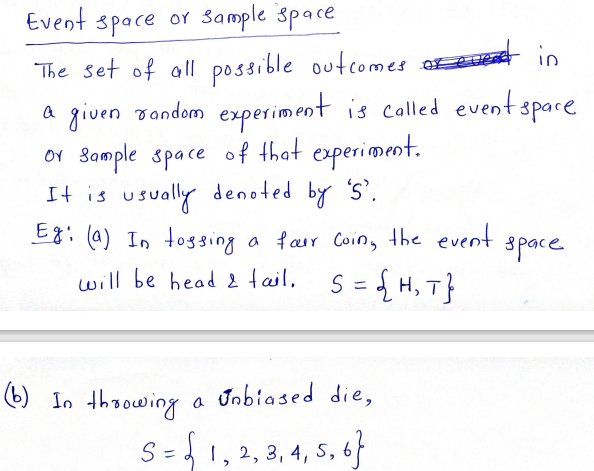 Event space or sample space
The set of all possible outcomes in
a given random experiment is called event space
or sample space of that experiment.
It is usually denoted by 'S'.
Eg: (a) In tossing a fair coin, the event space
will be head & tail. S = { H, T}
(b) In throwing a Unbiased die,
S = { 1, 2, 3, 4, 5, 6}